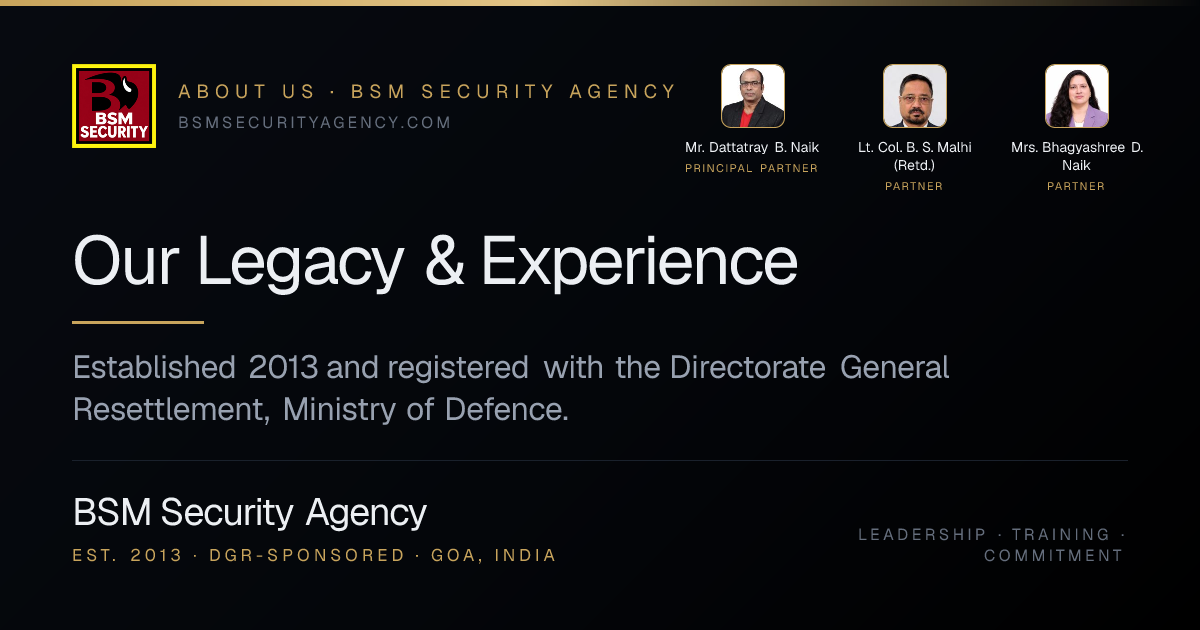 BSM
SECURITY
ABOUT US · BSM SECURITY AGENCY
BSMSECURITYAGENCY.COM
Mr. Dattatray B. Naik
PRINCIPAL PARTNER
Lt. Col. B. S. Malhi
(Retd.)
PARTNER
Mrs. Bhagyashree D.
Naik
PARTNER
Our Legacy & Experience
Established 2013 and registered with the Directorate General
Resettlement, Ministry of Defence.
BSM Security Agency
EST. 2013 · DGR-SPONSORED · GOA, INDIA
LEADERSHIP · TRAINING ·
COMMITMENT